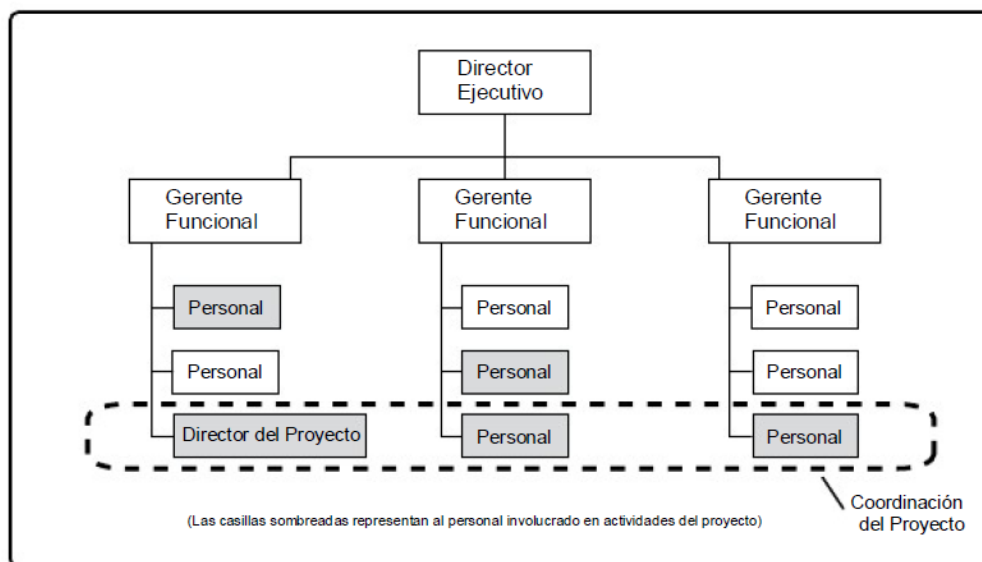 Director
Ejecutivo
Gerente
Funcional
Gerente
Funcional
Gerente
Funcional
Personal
Personal
Personal
Personal
Personal
Personal
Director del Proyecto
Personal
Personal
Coordinación
del Proyecto
(Las casillas sombreadas representan al personal involucrado en actividades del proyecto)